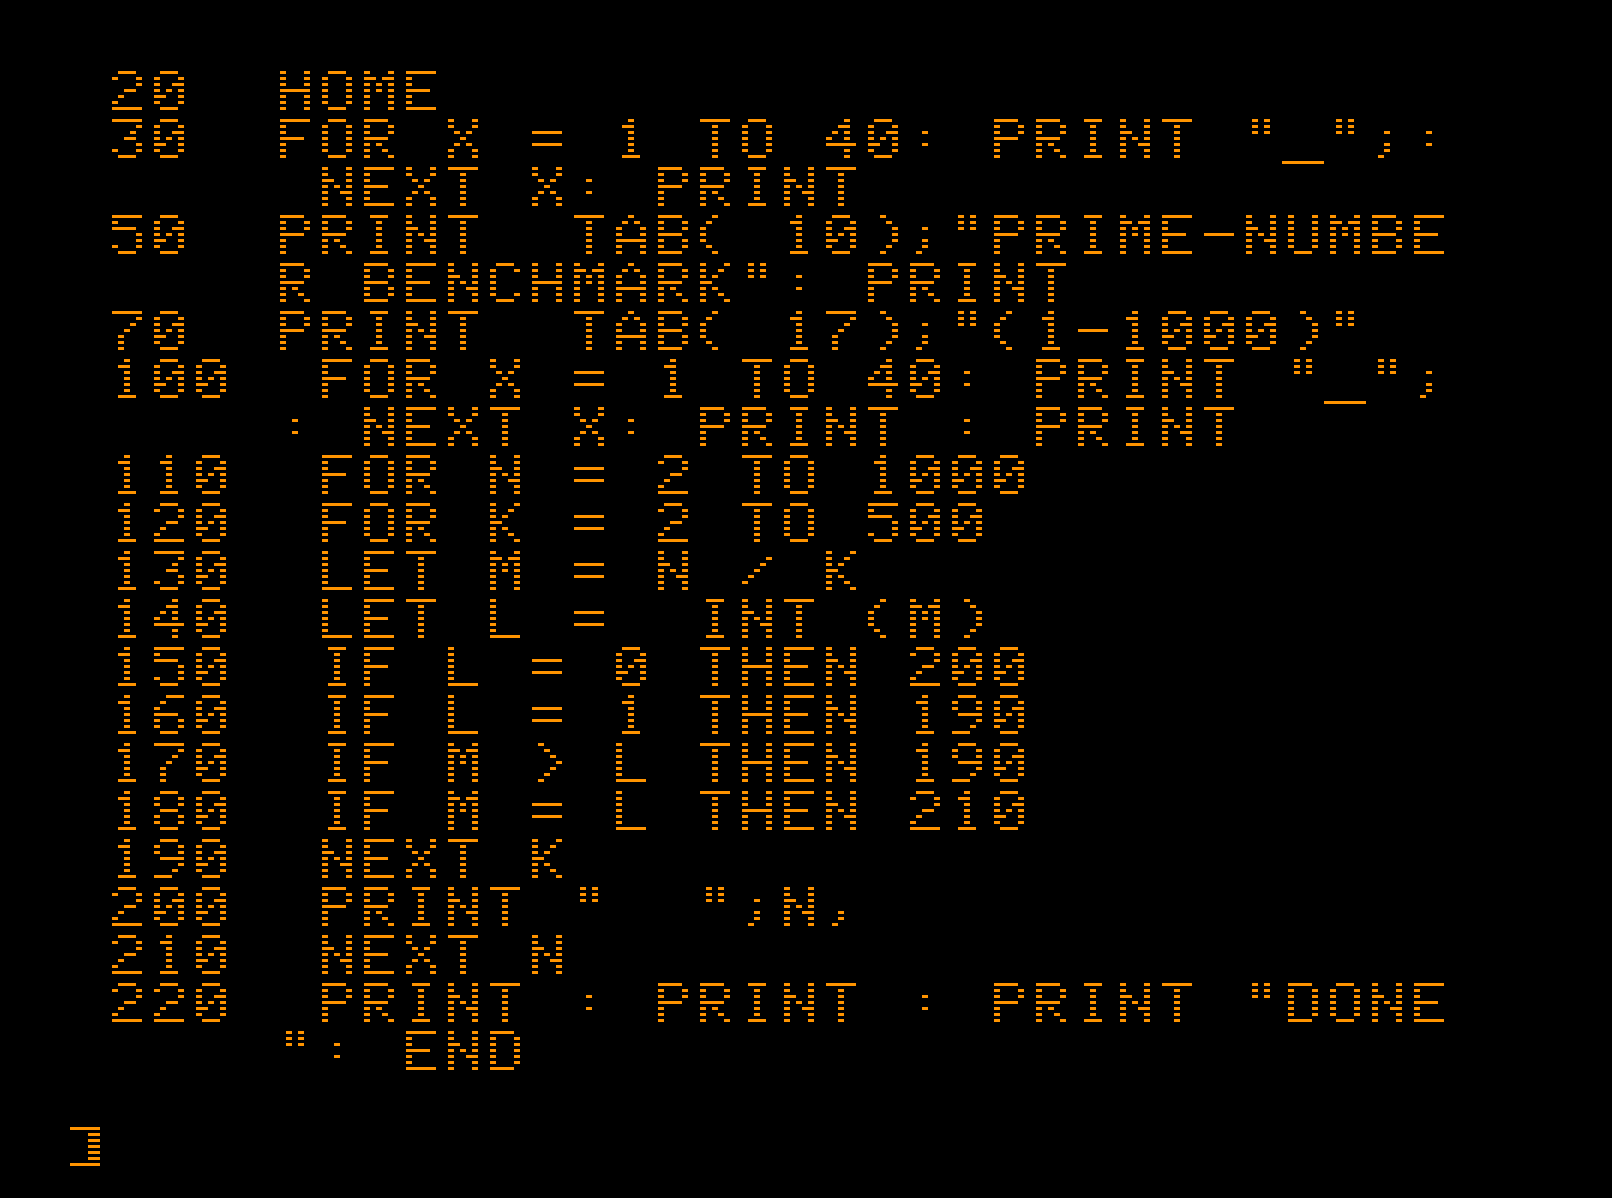 20  HOME
30  FOR X = 1 TO 40: PRINT "_";:
     NEXT X: PRINT
50  PRINT  TAB( 10);"PRIME-NUMBE
    R BENCHMARK": PRINT
70  PRINT  TAB( 17);"(1-1000)"
100  FOR X = 1 TO 40: PRINT "_";
    : NEXT X: PRINT : PRINT
110  FOR N = 2 TO 1000
120  FOR K = 2 TO 500
130  LET M = N / K
140  LET L =  INT (M)
150  IF L = 0 THEN 200
160  IF L = 1 THEN 190
170  IF M > L THEN 190
180  IF M = L THEN 210
190  NEXT K
200  PRINT "  ";N,
210  NEXT N
220  PRINT : PRINT : PRINT "DONE
    ": END
]